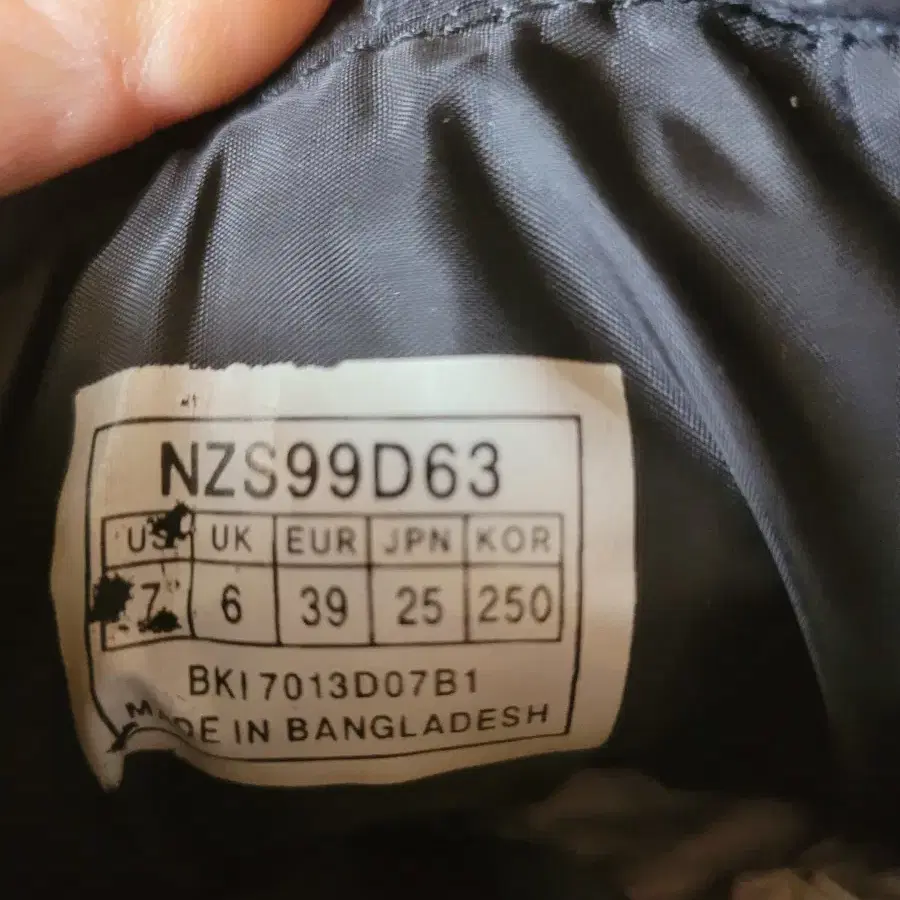 NZS99D63
US UK EUR JPN KOR
7 6 39 25 250
BKI7013D07B1
MADE IN BANGLADESH